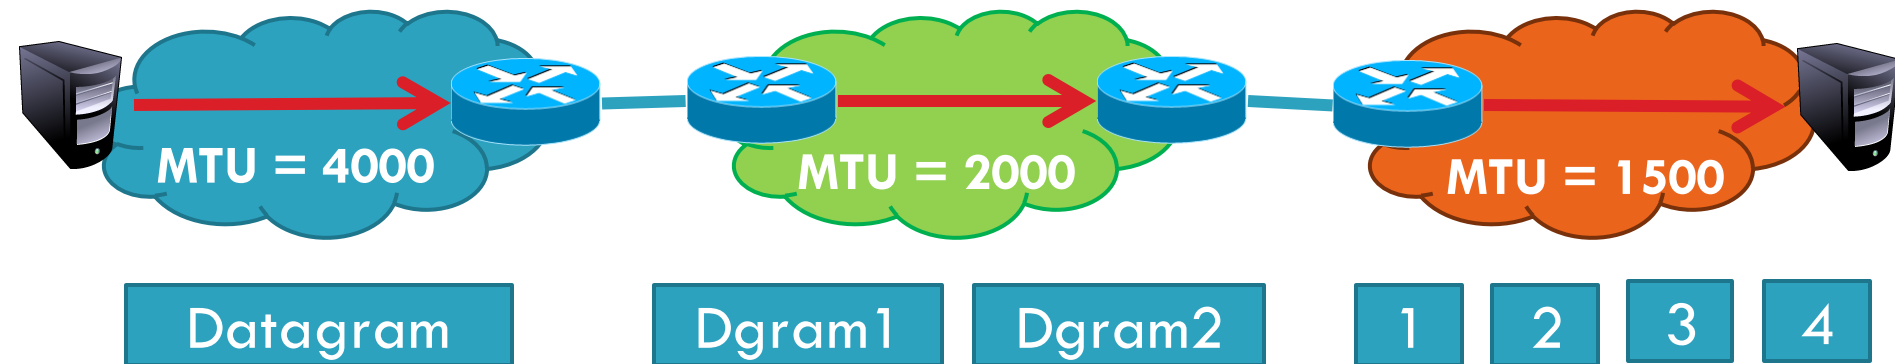 MTU = 4000
MTU = 2000
MTU = 1500
Datagram
Dgram1
Dgram2
1
2
3
4